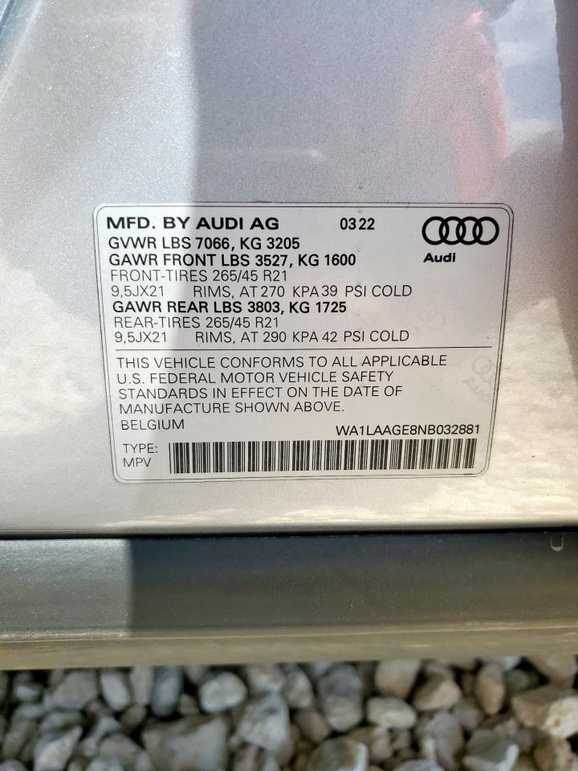 MFD. BY AUDI AG 03 22
GVWR LBS 7066, KG 3205
GAWR FRONT LBS 3527, KG 1600
Audi
FRONT-TIRES 265/45 R21
9,5JX21 RIMS, AT 270 KPA 39 PSI COLD
GAWR REAR LBS 3803, KG 1725
REAR-TIRES 265/45 R21
9,5JX21 RIMS, AT 290 KPA 42 PSI COLD
THIS VEHICLE CONFORMS TO ALL APPLICABLE
U.S. FEDERAL MOTOR VEHICLE SAFETY
STANDARDS IN EFFECT ON THE DATE OF
MANUFACTURE SHOWN ABOVE.
BELGIUM WA1LAAGE8NB032881
TYPE:
MPV